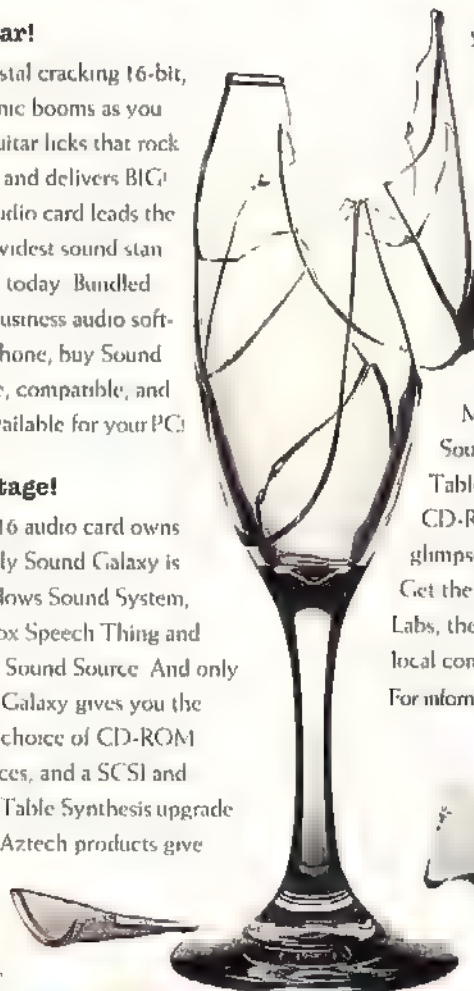 ar!
stal cracking 16-bit,
nic booms as you
uitar licks that rock
and delivers BIG!
udio card leads the
widest sound stan
today Bundled
usiness audio soft-
hone, buy Sound
e, compatible, and
vailable for your PC!
tage!
16 audio card owns
ly Sound Galaxy is
dows Sound System,
ox Speech Thing and
Sound Source And only
Galaxy gives you the
choice of CD-ROM
ces, and a SCSI and
Table Synthesis upgrade
Aztech products give
M
Sou
Table
CD-R
glimps
Get the
Labs, the
local con
For inform